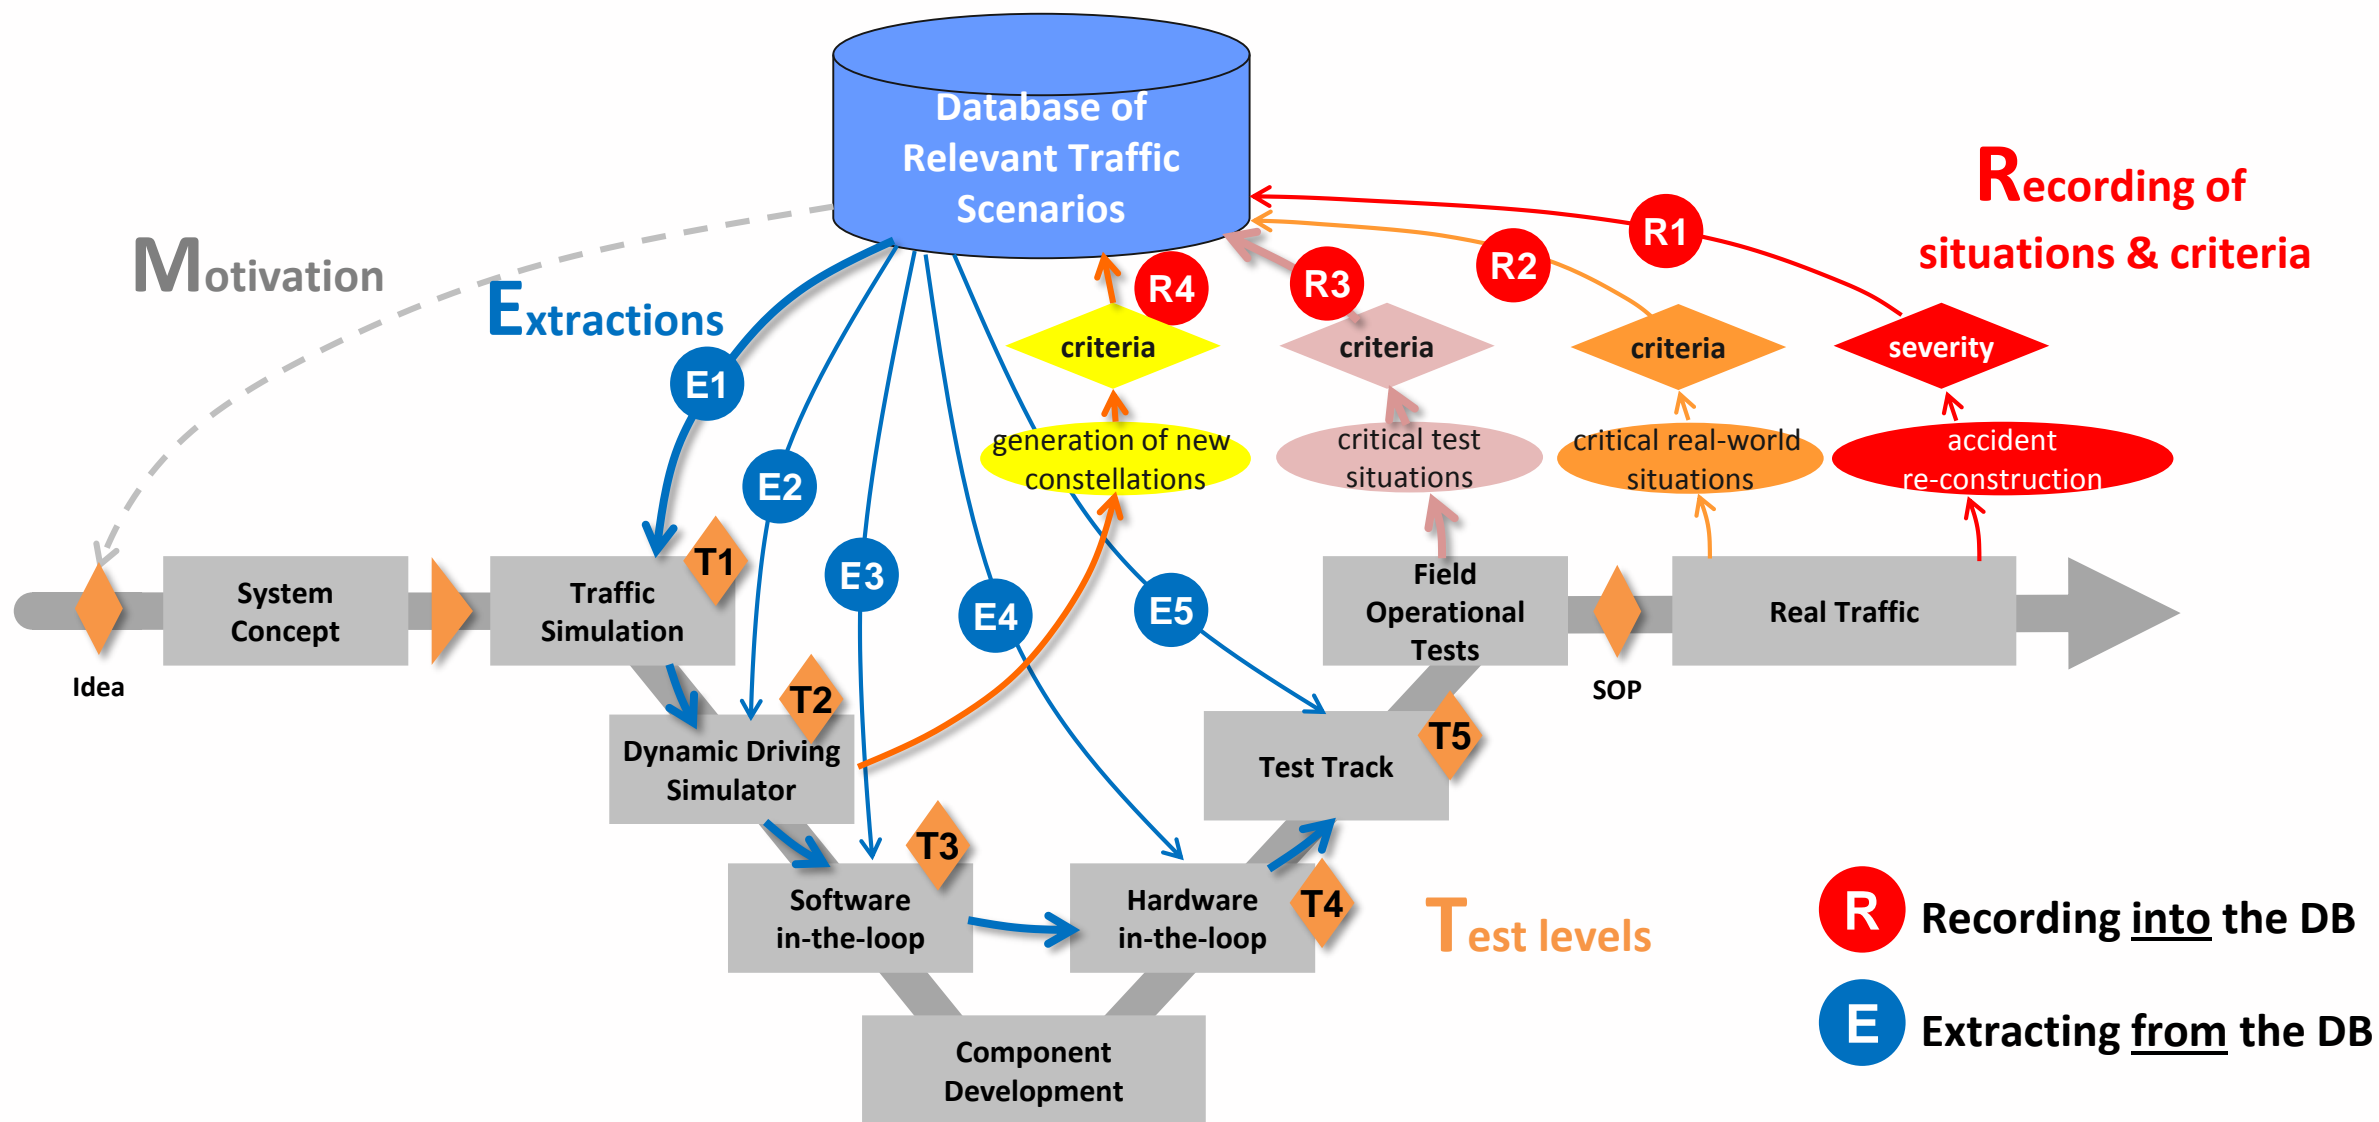 Database of
Relevant Traffic
Scenarios
Recording of
situations & criteria
Motivation
Extractions
R1
R2
R3
R4
E1
E2
E3
E4
E5
criteria
criteria
criteria
severity
generation of new
constellations
critical test
situations
critical real-world
situations
accident
re-construction
Idea
System
Concept
Traffic
Simulation
T1
Field
Operational
Tests
SOP
Real Traffic
Dynamic Driving
Simulator
T2
Test Track
T5
Software
in-the-loop
T3
Hardware
in-the-loop
T4
Test levels
Component
Development
R Recording into the DB
E Extracting from the DB